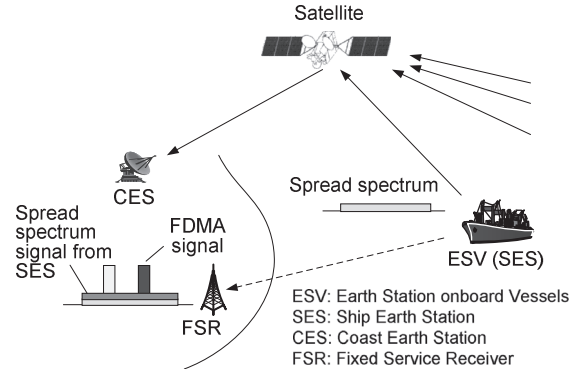 Satellite
CES
Spread spectrum
Spread
spectrum
signal from
SES
FDMA
signal
ESV (SES)
FSR
ESV: Earth Station onboard Vessels
SES: Ship Earth Station
CES: Coast Earth Station
FSR: Fixed Service Receiver